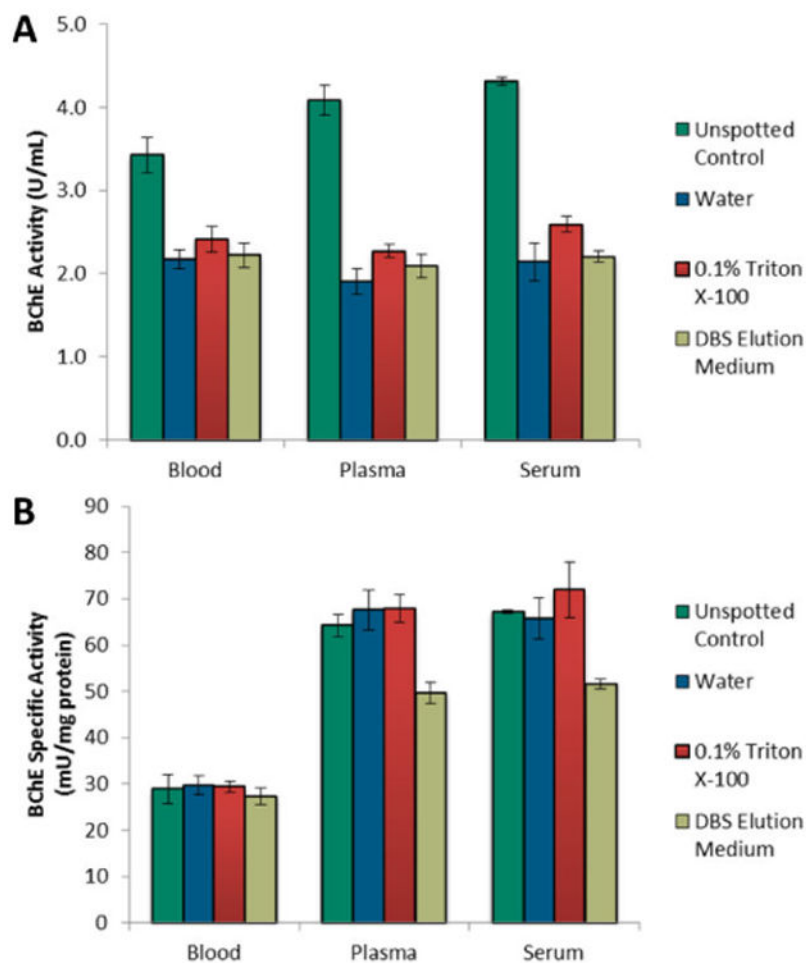 A
BChE Activity (U/mL)
5.0
4.0
3.0
2.0
1.0
0.0
Blood
Plasma
Serum
Unspotted
Control
Water
0.1% Triton
X-100
DBS Elution
Medium
B
BChE Specific Activity
(mU/mg protein)
90
80
70
60
50
40
30
20
10
0
Blood
Plasma
Serum
Unspotted
Control
Water
0.1% Triton
X-100
DBS Elution
Medium